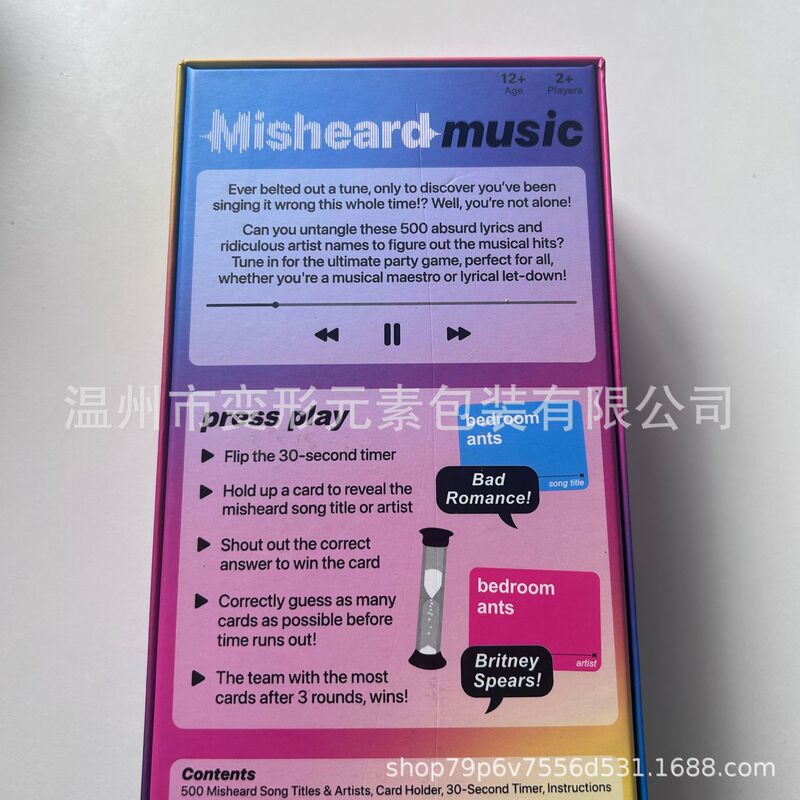 12+ 2+
Age Players
Misheard music
Ever belted out a tune, only to discover you've been
singing it wrong this whole time!? Well, you're not alone!
Can you untangle these 500 absurd lyrics and
ridiculous artist names to figure out the musical hits?
Tune in for the ultimate party game, perfect for all,
whether you're a musical maestro or lyrical let-down!
温州市变形元素包装有限公司
press play
Flip the 30-second timer
Hold up a card to reveal the
misheard song title or artist
Shout out the correct
answer to win the card
Correctly guess as many
cards as possible before
time runs out!
The team with the most
cards after 3 rounds, wins!
bedroom
ants
song title
Bad
Romance!
bedroom
ants
artist
Britney
Spears!
Contents
500 Misheard Song Titles & Artists, Card Holder, 30-Second Timer, Instructions
shop79p6v7556d531.1688.com